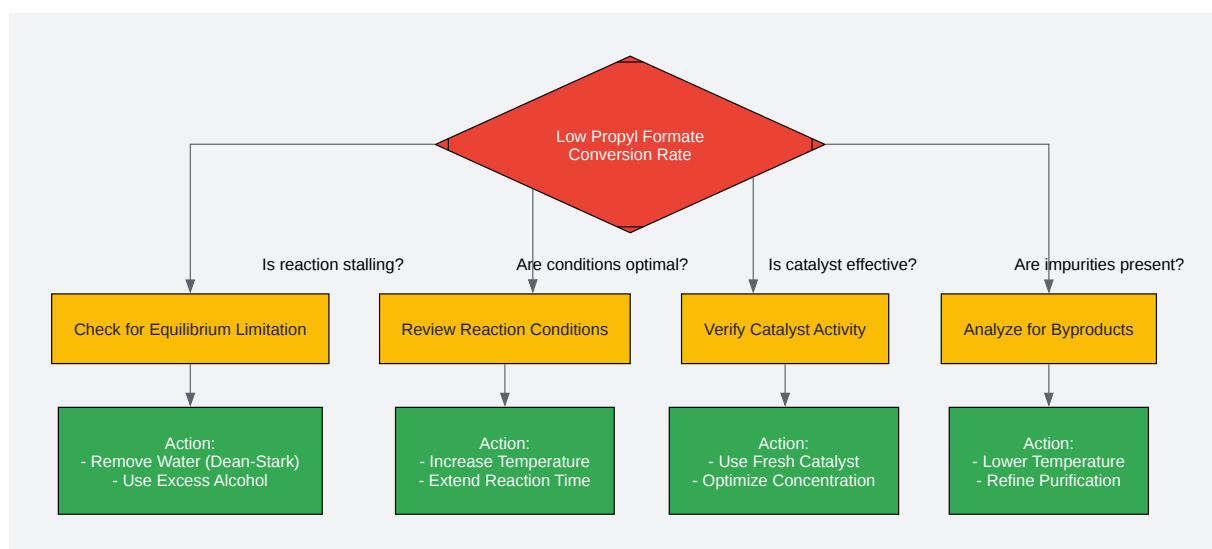 Low Propyl Formate
Conversion Rate
Is reaction stalling?
Are conditions optimal?
Is catalyst effective?
Are impurities present?
Check for Equilibrium Limitation
Review Reaction Conditions
Verify Catalyst Activity
Analyze for Byproducts
Action:
- Remove Water (Dean-Stark)
- Use Excess Alcohol
Action:
- Increase Temperature
- Extend Reaction Time
Action:
- Use Fresh Catalyst
- Optimize Concentration
Action:
- Lower Temperature
- Refine Purification